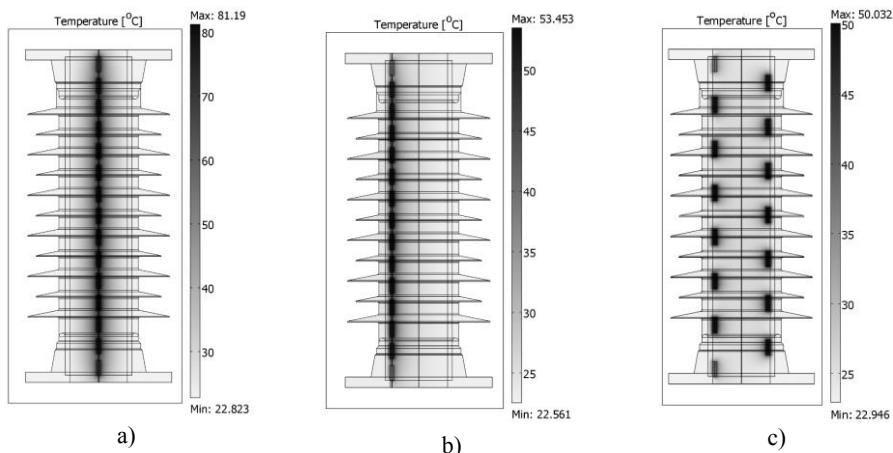 Temperature [°C]
Max: 81.19
80
70
60
50
40
30
Min: 22.823
a)
Temperature [°C]
Max: 53.453
50
45
40
35
30
25
Min: 22.561
b)
Temperature [°C]
Max: 50.032
50
45
40
35
30
25
Min: 22.946
c)